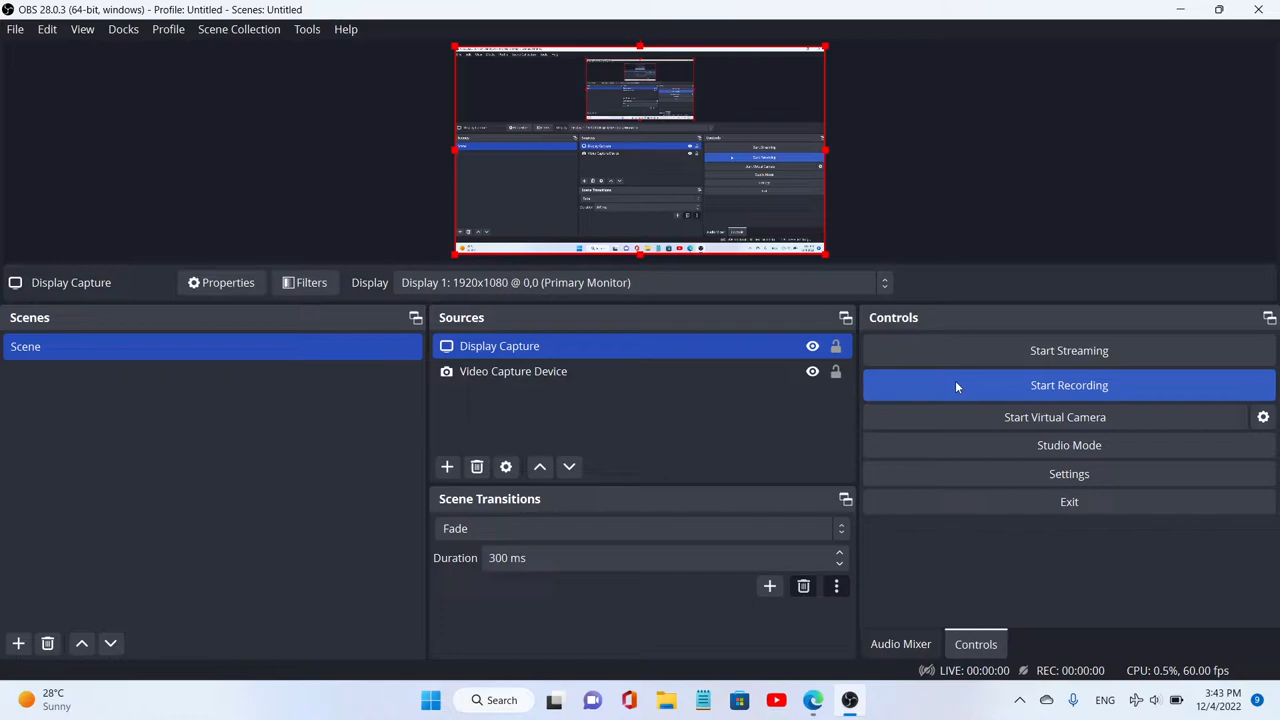 OBS 28.0.3 (64-bit, windows) - Profile: Untitled - Scenes: Untitled
File Edit View Docks Profile Scene Collection Tools Help
Display Capture Properties Filters Display Display 1: 1920x1080 @ 0,0 (Primary Monitor)
Scenes
Scene
Sources
Display Capture
Video Capture Device
Scene Transitions
Fade
Duration 300 ms
Controls
Start Streaming
Start Recording
Start Virtual Camera
Studio Mode
Settings
Exit
Audio Mixer Controls
LIVE: 00:00:00 REC: 00:00:00 CPU: 0.5%, 60.00 fps
28°C
Sunny
Search
ENG
3:43 PM
12/4/2022
9